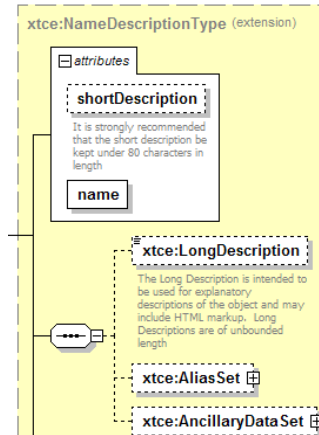 xtce:NameDescriptionType (extension)
attributes
shortDescription
It is strongly recommended
that the short description be
kept under 80 characters in
length
name
xtce:LongDescription
The Long Description is intended to
be used for explanatory
descriptions of the object and may
include HTML markup.  Long
Descriptions are of unbounded
length
xtce:AliasSet
xtce:AncillaryDataSet